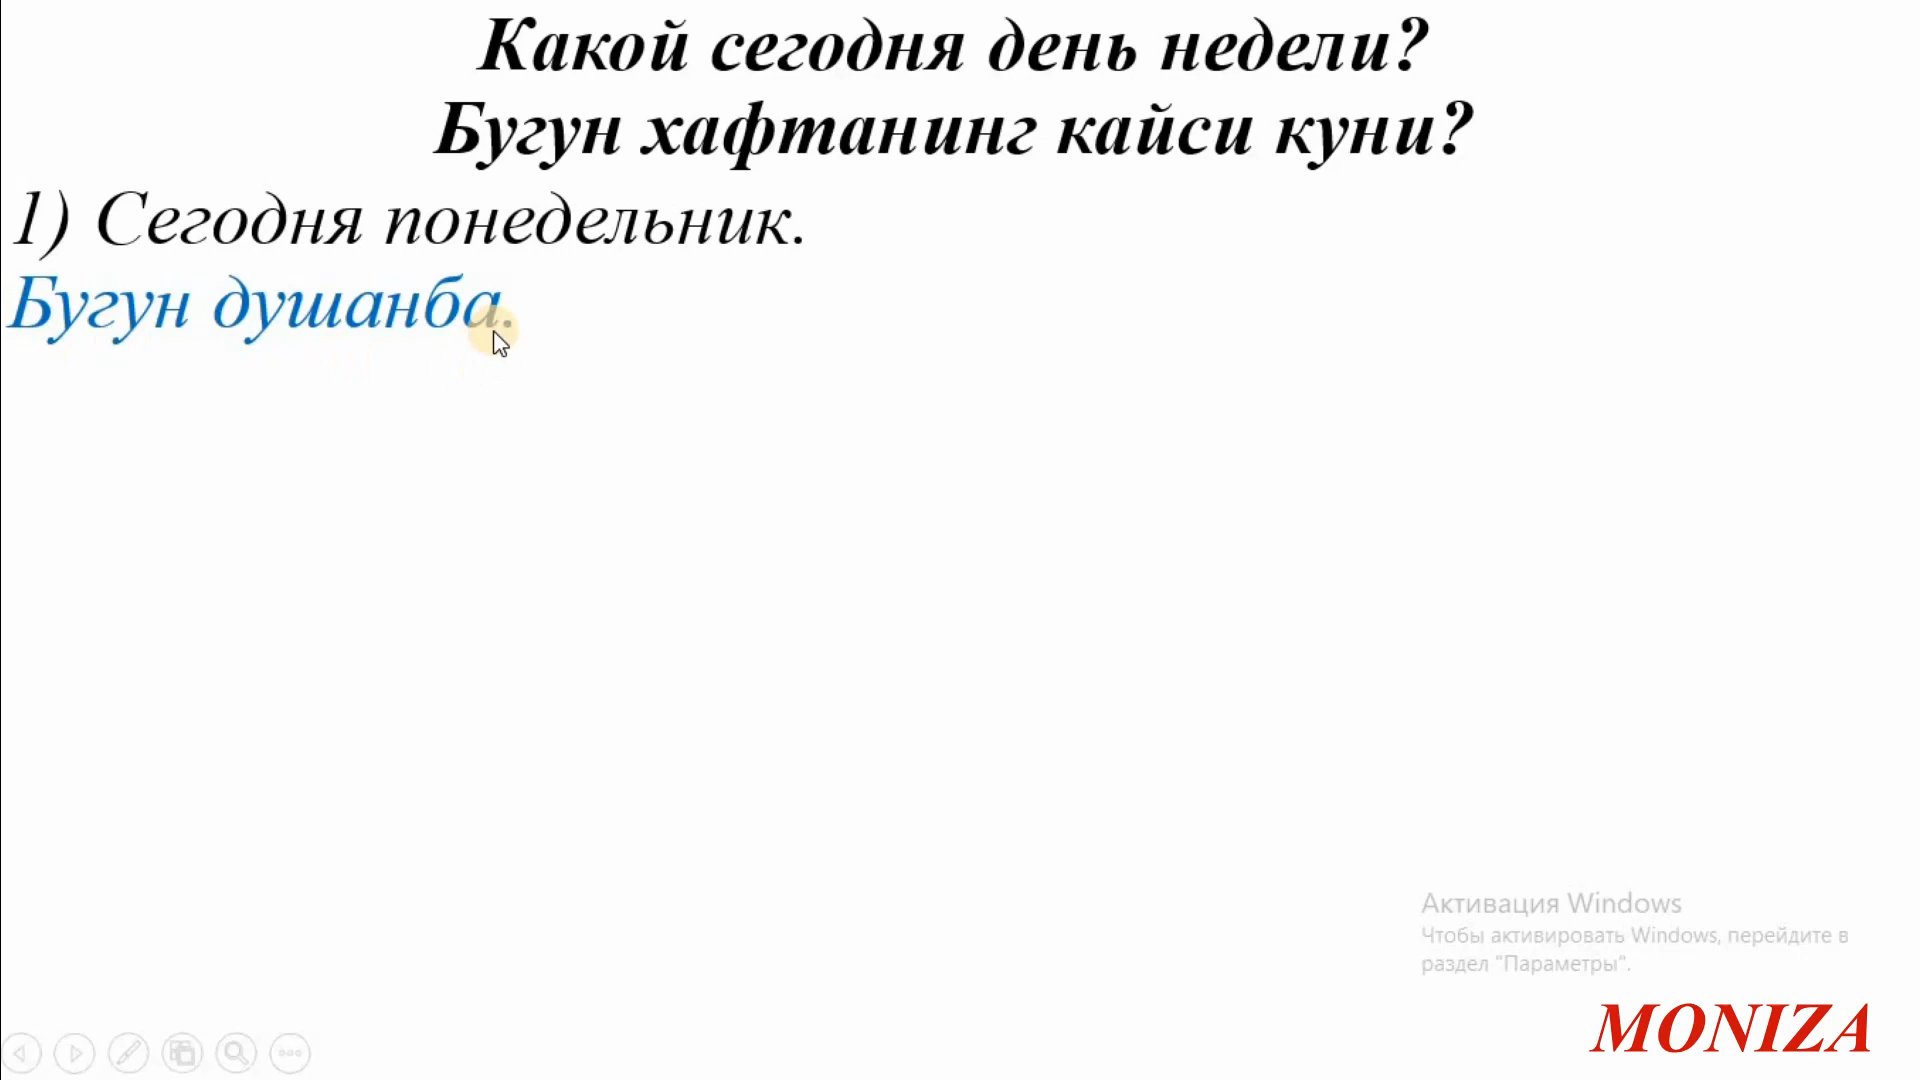 Какой сегодня день недели?
Бугун хафтанинг кайси куни?
1) Сегодня понедельник.
Бугун душанба.
Активация Windows
Чтобы активировать Windows, перейдите в
раздел "Параметры".
MONIZA